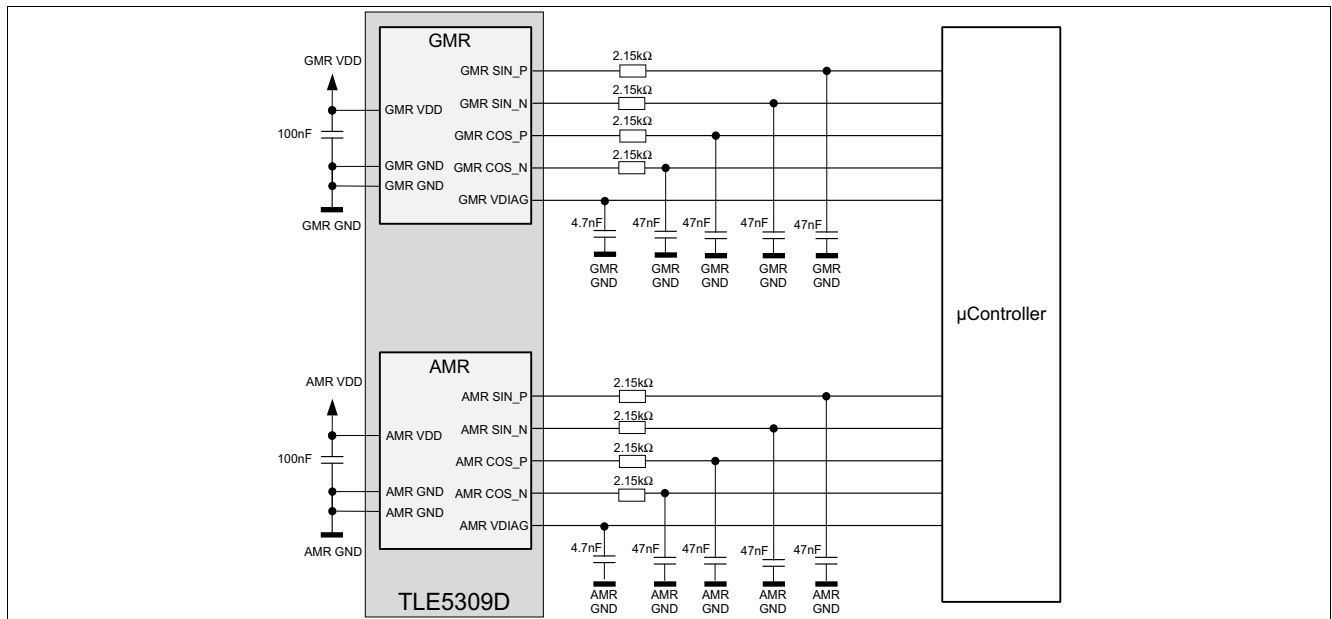 GMR
GMR VDD
GMR VDD
100nF
GMR GND
GMR GND
GMR GND
GMR SIN_P
GMR SIN_N
GMR COS_P
GMR COS_N
GMR VDIAG
2.15kΩ
2.15kΩ
2.15kΩ
2.15kΩ
4.7nF
47nF
47nF
47nF
47nF
GMR
GND
GMR
GND
GMR
GND
GMR
GND
GMR
GND
µController
AMR
AMR VDD
AMR VDD
100nF
AMR GND
AMR GND
AMR GND
AMR SIN_P
AMR SIN_N
AMR COS_P
AMR COS_N
AMR VDIAG
2.15kΩ
2.15kΩ
2.15kΩ
2.15kΩ
4.7nF
47nF
47nF
47nF
47nF
AMR
GND
AMR
GND
AMR
GND
AMR
GND
AMR
GND
TLE5309D